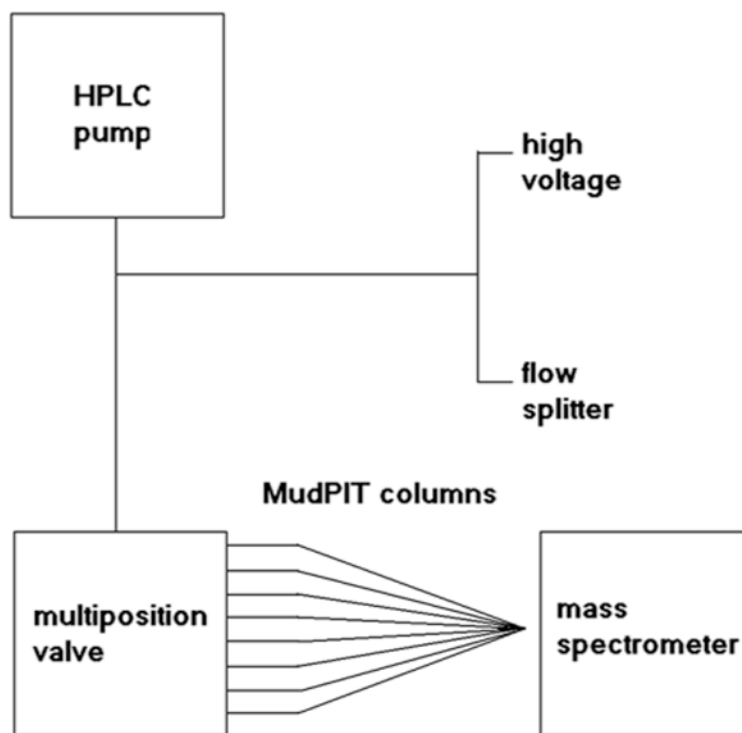 HPLC
pump
high
voltage
flow
splitter
MudPIT columns
multiposition
valve
mass
spectrometer